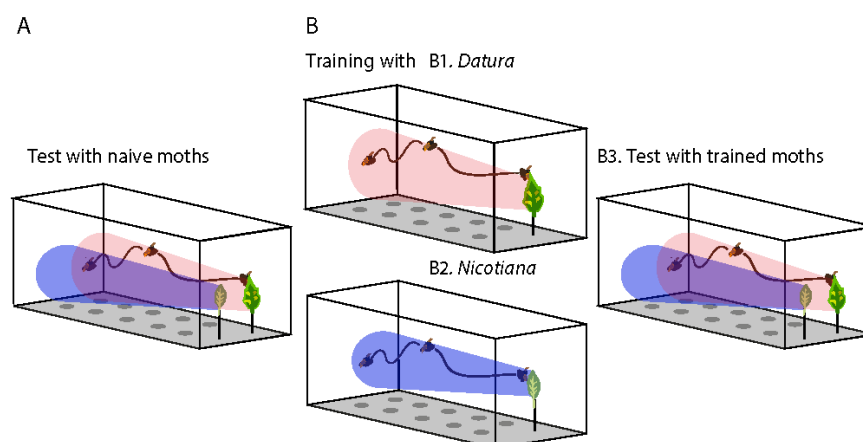 A
B
Training with B1. Datura
Test with naive moths
B3. Test with trained moths
B2. Nicotiana